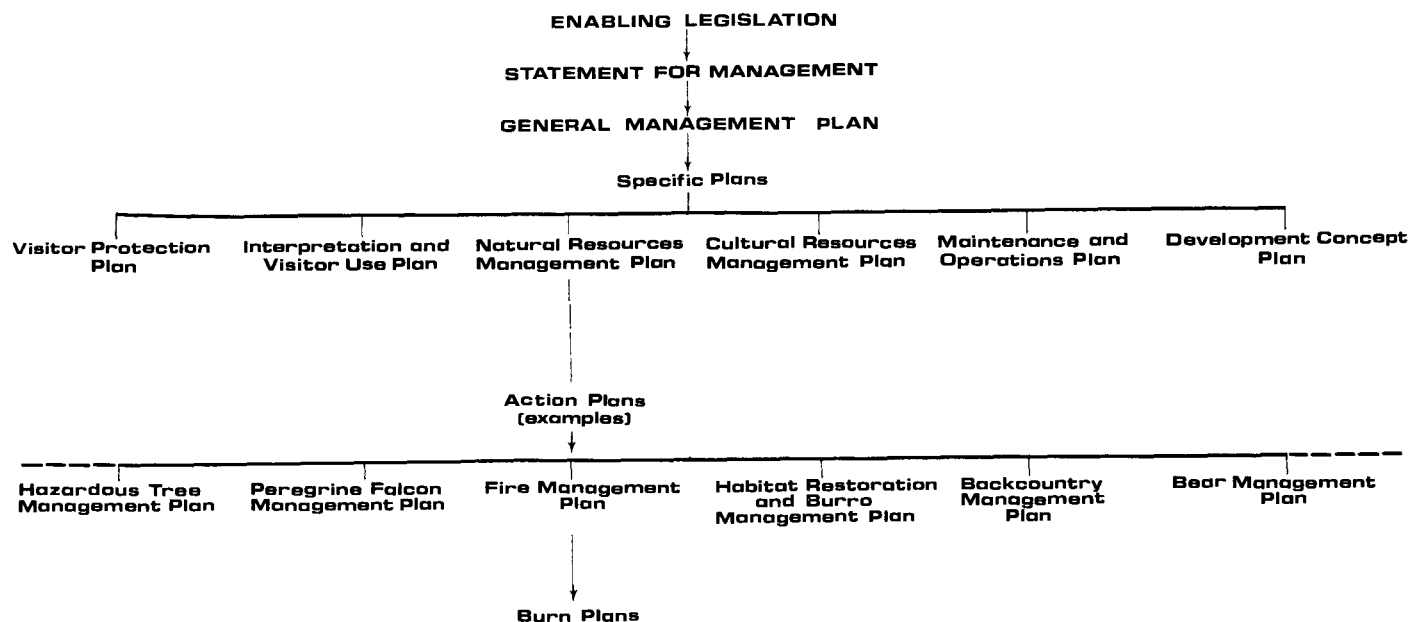 ENABLING LEGISLATION
STATEMENT FOR MANAGEMENT
GENERAL MANAGEMENT PLAN
Specific Plans
Visitor Protection
Plan
Interpretation and
Visitor Use Plan
Natural Resources
Management Plan
Cultural Resources
Management Plan
Maintenance and
Operations Plan
Development Concept
Plan
Action Plans
(examples)
Hazardous Tree
Management Plan
Peregrine Falcon
Management Plan
Fire Management
Plan
Habitat Restoration
and Burro
Management Plan
Backcountry
Management
Plan
Bear Management
Plan
Burn Plans